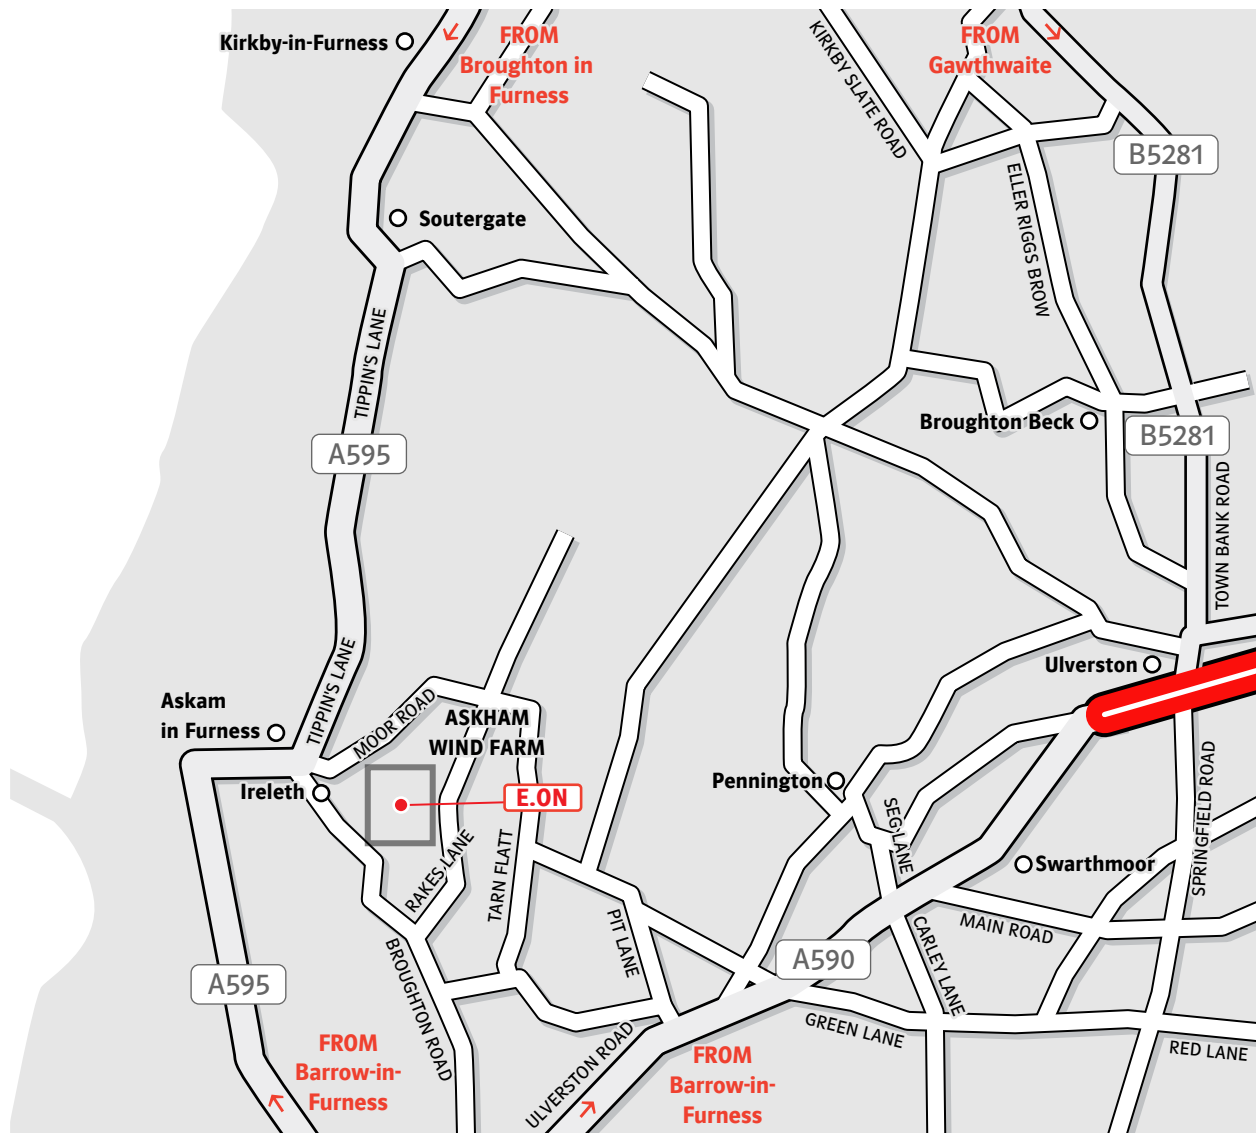 Kirkby-in-Furness
FROM
Broughton in
Furness
KIRKBY SLATE ROAD
FROM
Gawthwaite
B5281
ELLER RIGGS BROW
Soutergate
TIPPIN'S LANE
A595
Broughton Beck
B5281
TOWN BANK ROAD
TIPPIN'S LANE
Ulverston
Askam
in Furness
MOOR ROAD
ASKHAM
WIND FARM
Ireleth
E.ON
Pennington
SEG LANE
SPRINGFIELD ROAD
RAKES LANE
TARN FLATT
Swarthmoor
PIT LANE
MAIN ROAD
CARLEY LANE
BROUGHTON ROAD
A590
A595
GREEN LANE
RED LANE
ULVERSTON ROAD
FROM
Barrow-in-
Furness
FROM
Barrow-in-
Furness